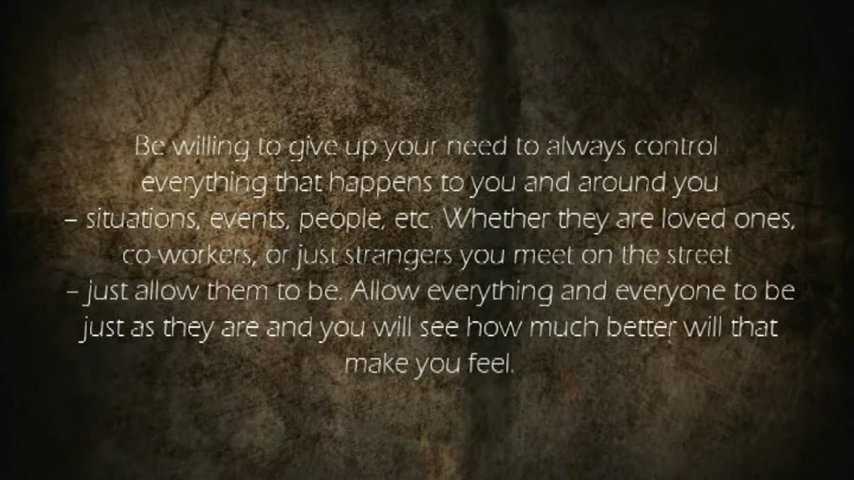 Be willing to give up your need to always control
everything that happens to you and around you
– situations, events, people, etc. Whether they are loved ones,
co-workers, or just strangers you meet on the street
– just allow them to be. Allow everything and everyone to be
just as they are and you will see how much better will that
make you feel.